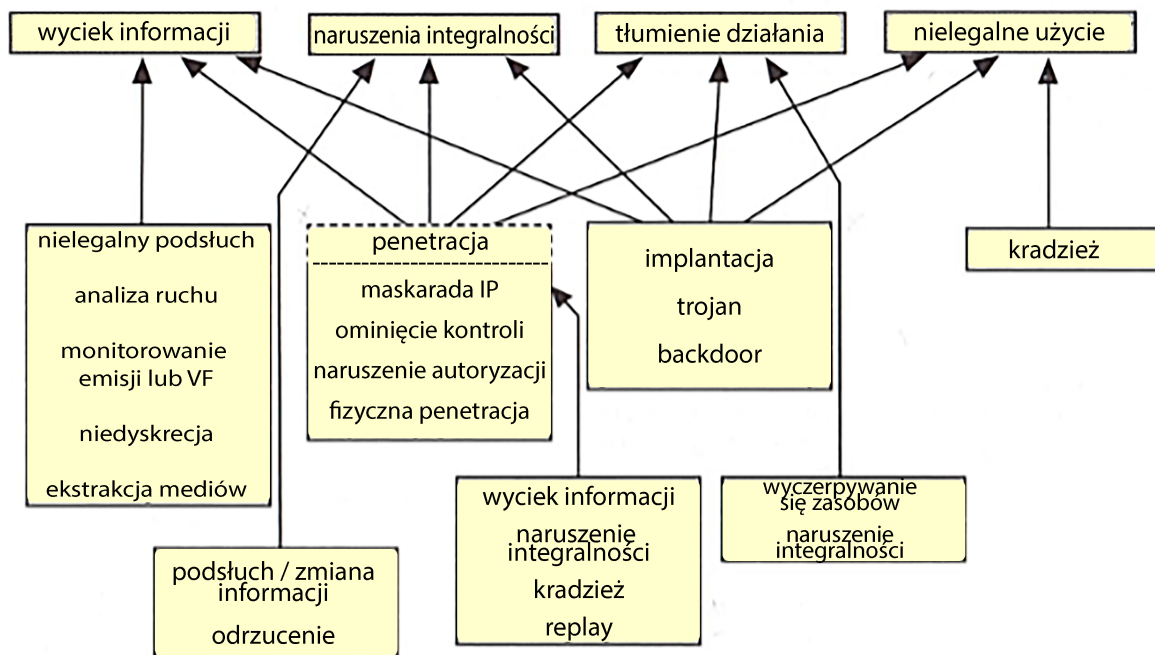 wyciek informacji
naruszenia integralności
tłumienie działania
nielegalne użycie
nielegalny podsłuch
analiza ruchu
monitorowanie
emisji lub VF
niedyskrecja
ekstrakcja mediów
penetracja
maskarada IP
ominięcie kontroli
naruszenie autoryzacji
fizyczna penetracja
implantacja
trojan
backdoor
kradzież
podsłuch / zmiana
informacji
odrzucenie
wyciek informacji
naruszenie
integralności
kradzież
replay
wyczerpywanie
się zasobów
naruszenie
integralności